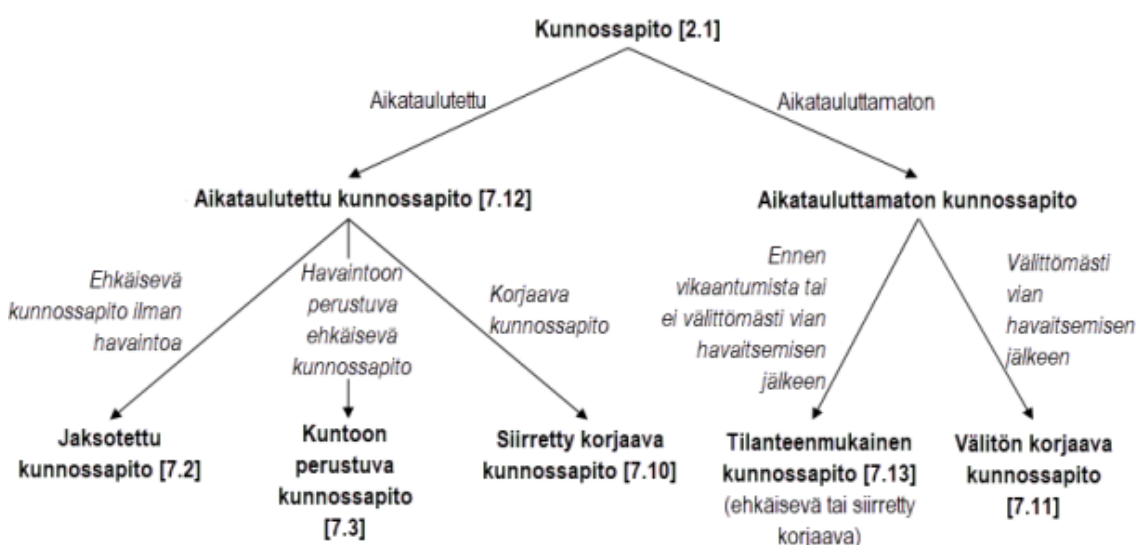 Kunnossapito [2.1]
Aikataulutettu
Aikatauluttamaton
Aikataulutettu kunnossapito [7.12]
Aikatauluttamaton kunnossapito
Ehkäisevä
kunnossapito ilman
havaintoa
Havaintoon
perustuva
ehkäisevä
kunnossapito
Korjaava
kunnossapito
Ennen
vikaantumista tai
ei välittömästi vian
havaitsemisen
jälkeen
Välittömästi
vian
havaitsemisen
jälkeen
Jaksotettu
kunnossapito [7.2]
Kuntoon
perustuva
kunnossapito
[7.3]
Siirretty korjaava
kunnossapito [7.10]
Tilanteenmukainen
kunnossapito [7.13]
(ehkäisevä tai siirretty
korjaava)
Välitön korjaava
kunnossapito
[7.11]